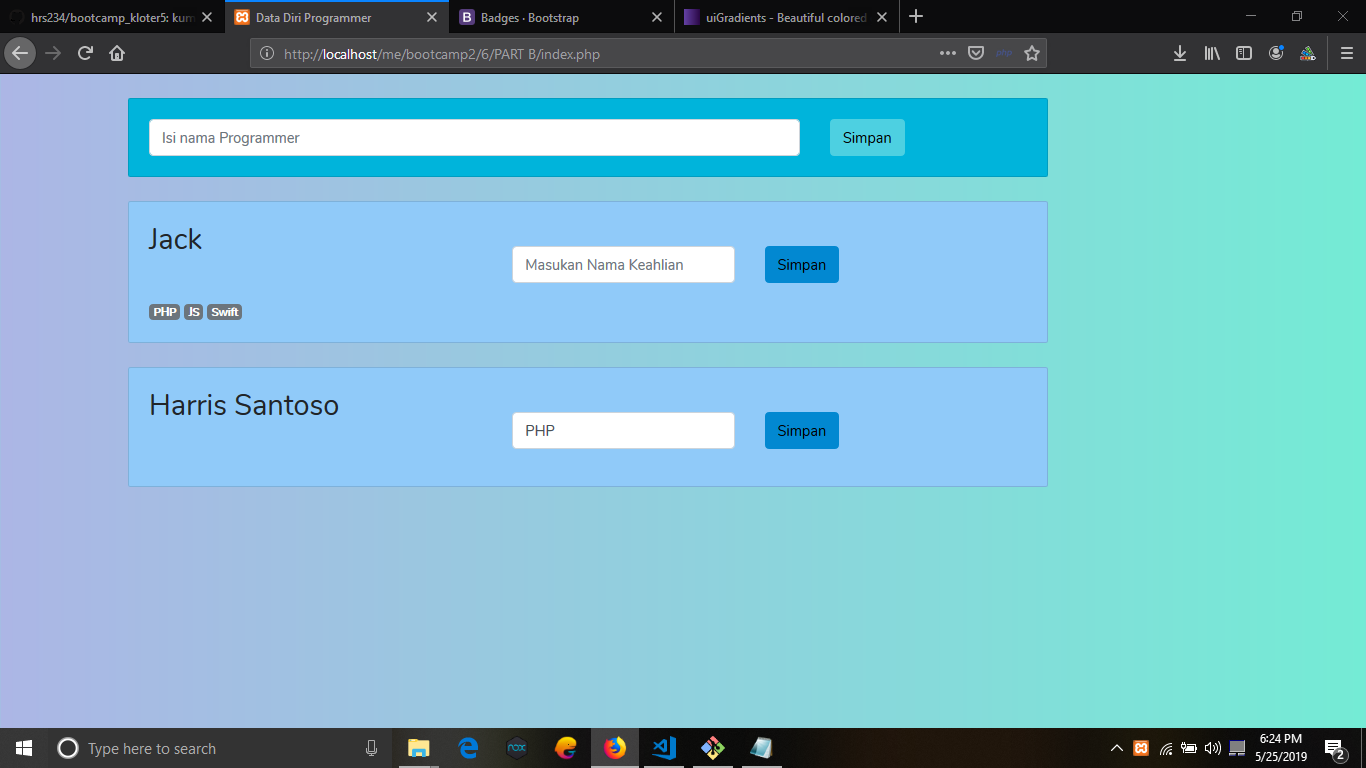 hrs234/bootcamp_kloter5: kum
Data Diri Programmer
Badges · Bootstrap
uiGradients - Beautiful colored
http://localhost/me/bootcamp2/6/PART B/index.php
Isi nama Programmer
Simpan
Jack
Masukan Nama Keahlian
Simpan
PHP JS Swift
Harris Santoso
PHP
Simpan
Type here to search
nox
6:24 PM
5/25/2019
2